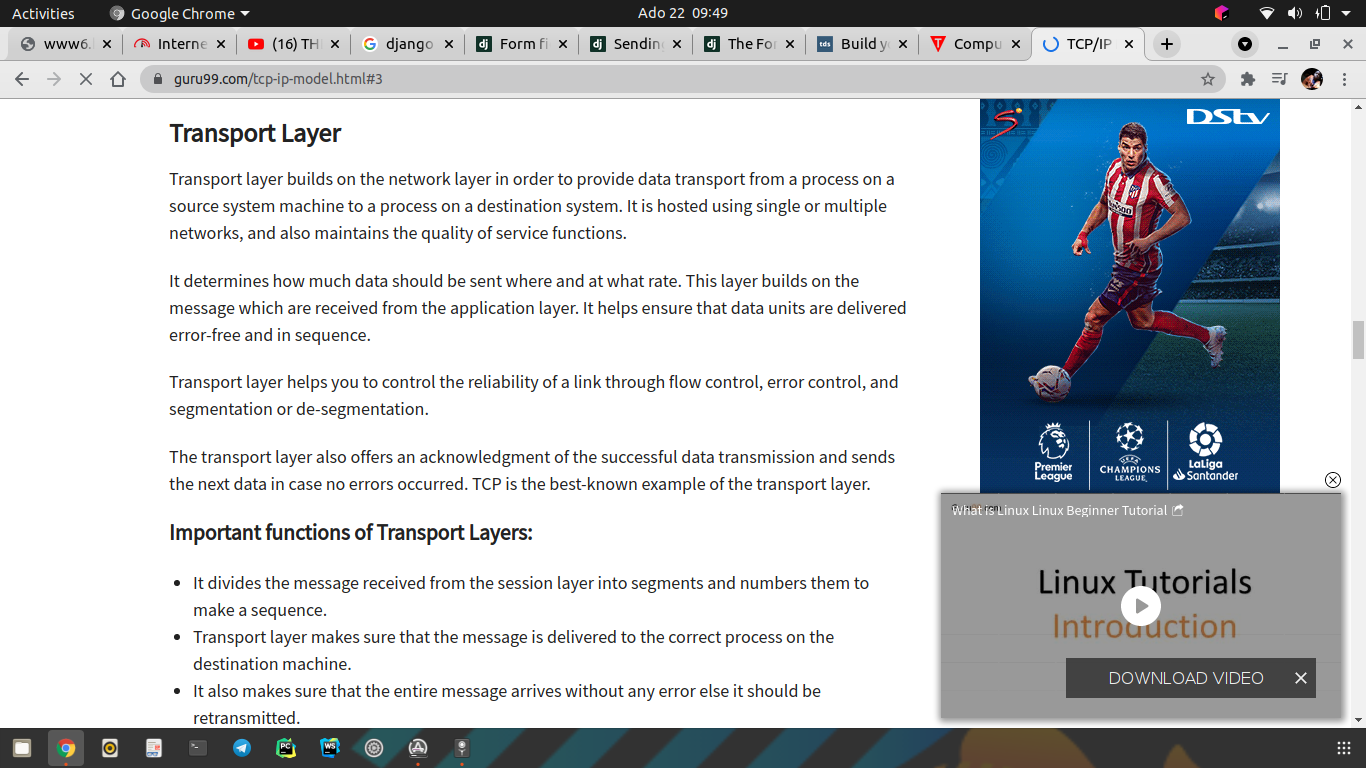 Activities
Google Chrome
Ado 22 09:49
www6.
Interne
(16) TH
django
Form fi
Sending
The For
tds
Build y
Compu
TCP/IP
guru99.com/tcp-ip-model.html#3
Transport Layer
Transport layer builds on the network layer in order to provide data transport from a process on a
source system machine to a process on a destination system. It is hosted using single or multiple
networks, and also maintains the quality of service functions.
It determines how much data should be sent where and at what rate. This layer builds on the
message which are received from the application layer. It helps ensure that data units are delivered
error-free and in sequence.
Transport layer helps you to control the reliability of a link through flow control, error control, and
segmentation or de-segmentation.
The transport layer also offers an acknowledgment of the successful data transmission and sends
the next data in case no errors occurred. TCP is the best-known example of the transport layer.
Important functions of Transport Layers:
It divides the message received from the session layer into segments and numbers them to
make a sequence.
Transport layer makes sure that the message is delivered to the correct process on the
destination machine.
It also makes sure that the entire message arrives without any error else it should be
retransmitted.
DStv
Premier
League
UEFA
CHAMPIONS
LEAGUE
LaLiga
Santander
What is Linux Linux Beginner Tutorial
Linux Tutorials
Introduction
DOWNLOAD VIDEO